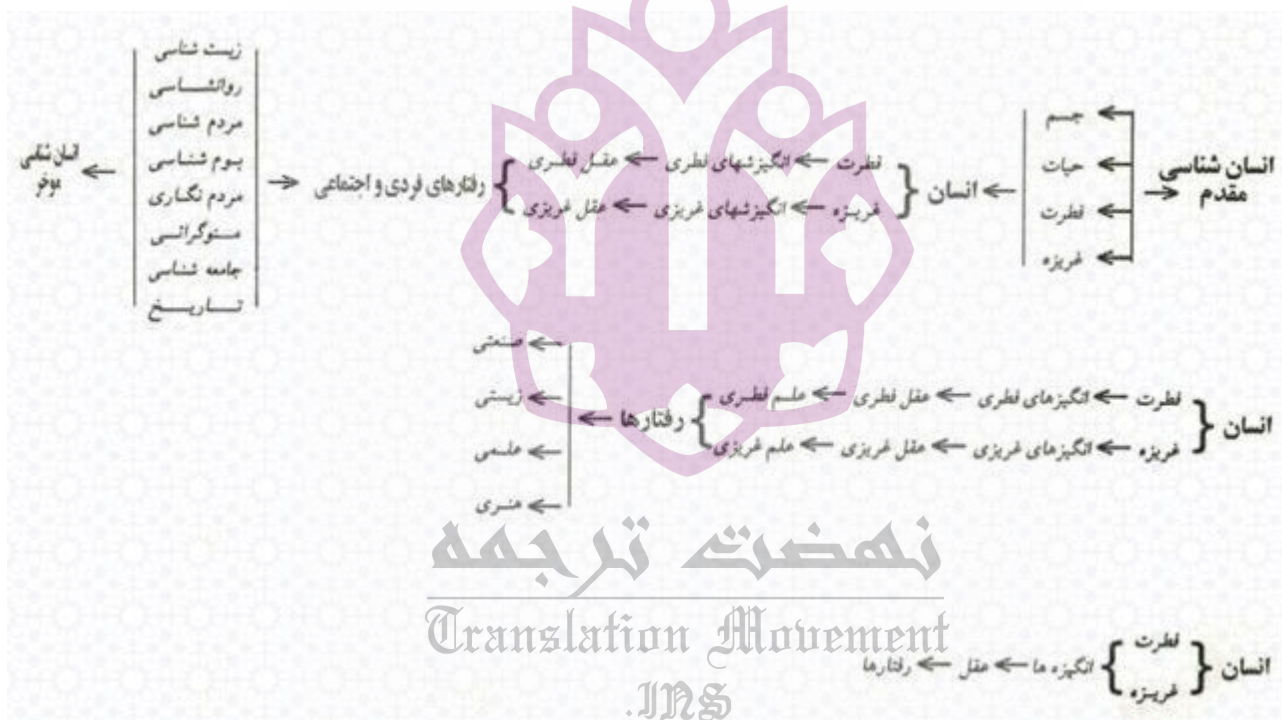 انسان شناسی مقدم → جسم
← حیات
← فطرت
← غریزه
← انسان { فطرت ← انگیزشهای فطری ← عقل فطری
غریزه ← انگیزشهای غریزی ← عقل غریزی
} رفتارهای فردی و اجتماعی →
زیست شناسی
روانشناسی
مردم شناسی
بوم شناسی
مردم نگاری
جامعه شناسی
تاریخ
← انسان شناسی
موخر
انسان { فطرت ← انگیزهای فطری ← عقل فطری ← علم فطری
غریزه ← انگیزهای غریزی ← عقل غریزی ← علم غریزی
} رفتارها ←
← صنعتی
← زیستی
← علمی
← هنری
نهضت ترجمه
Translation Movement
.TMS
انسان { فطرت
غریزه } انگیزه ها ← عقل ← رفتارها